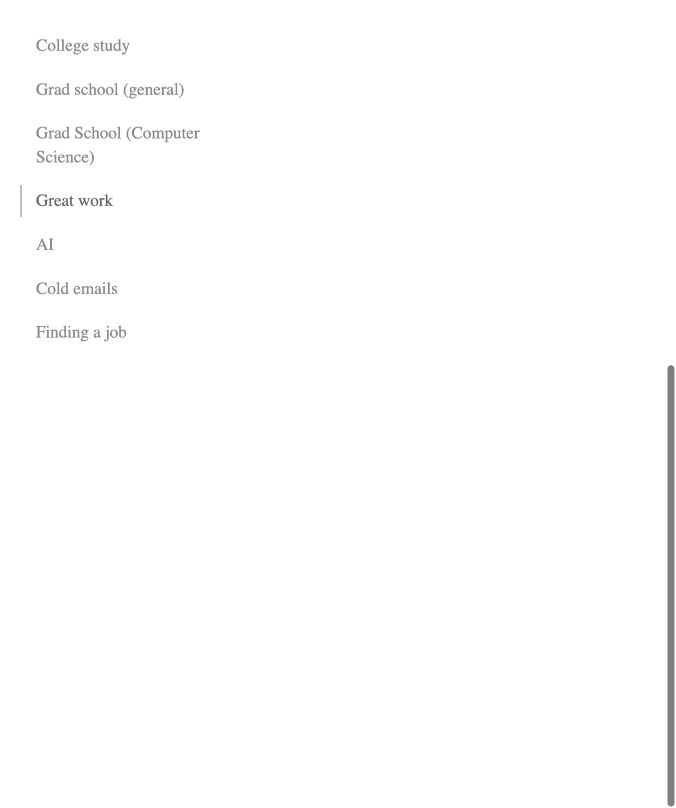 College study
Grad school (general)
Grad School (Computer
Science)
Great work
AI
Cold emails
Finding a job